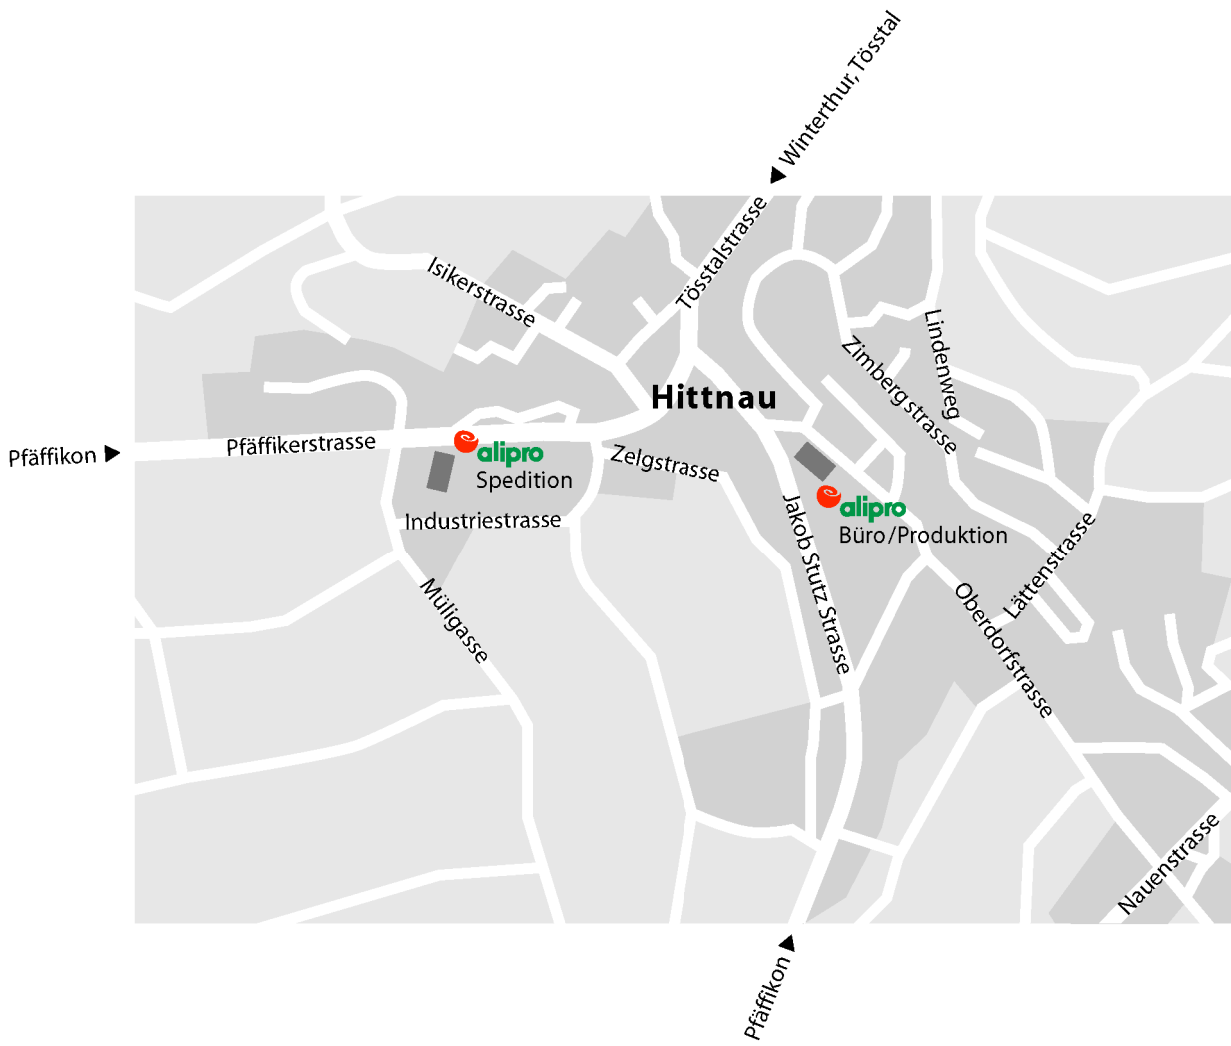 Winterthur, Tösstal
Tösstalstrasse
Isikerstrasse
Lindenweg
Zimbergstrasse
Hittnau
Pfäffikon
Pfäffikerstrasse
alipro
Spedition
Zelgstrasse
Industriestrasse
Jakob Stutz Strasse
alipro
Büro/Produktion
Lättenstrasse
Müligasse
Oberdorfstrasse
Nauenstrasse
Pfäffikon